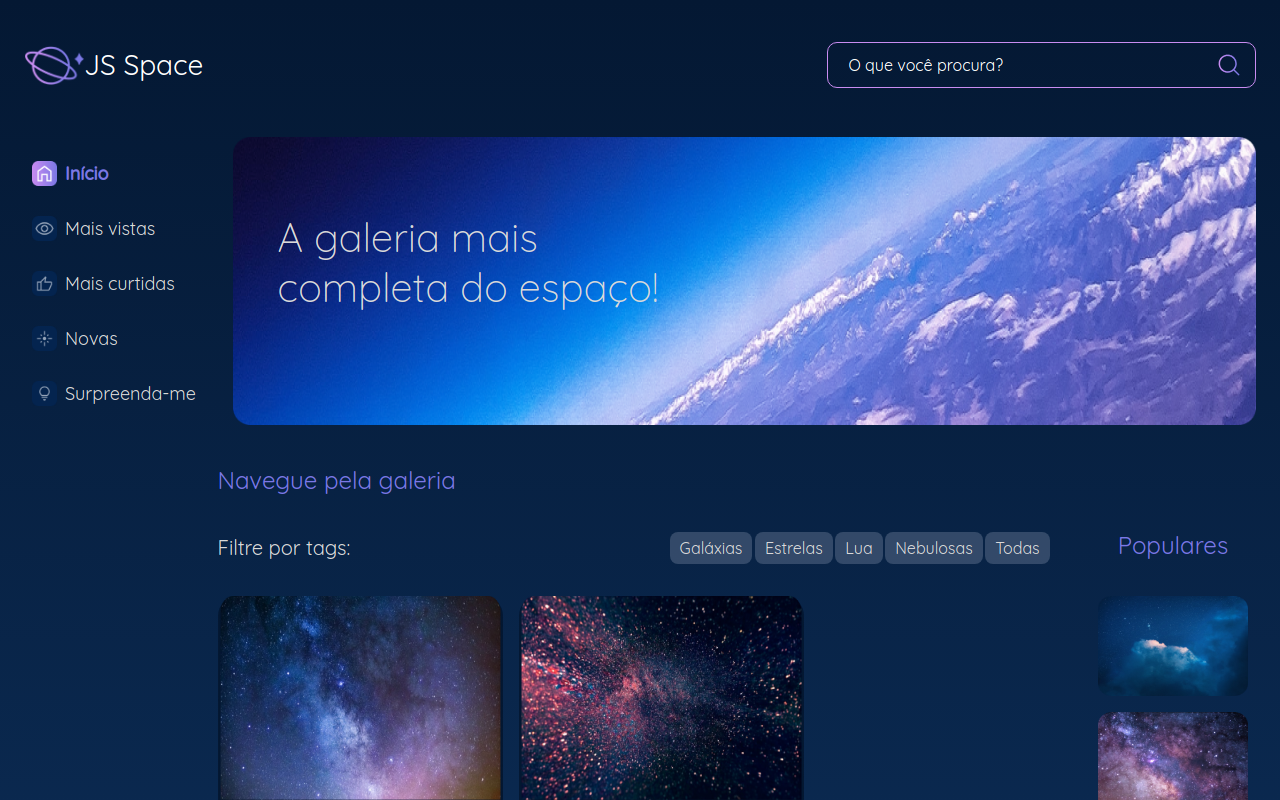 JS Space
O que você procura?
Início
Mais vistas
Mais curtidas
Novas
Surpreenda-me
A galeria mais
completa do espaço!
Navegue pela galeria
Filtre por tags:
Galáxias
Estrelas
Lua
Nebulosas
Todas
Populares